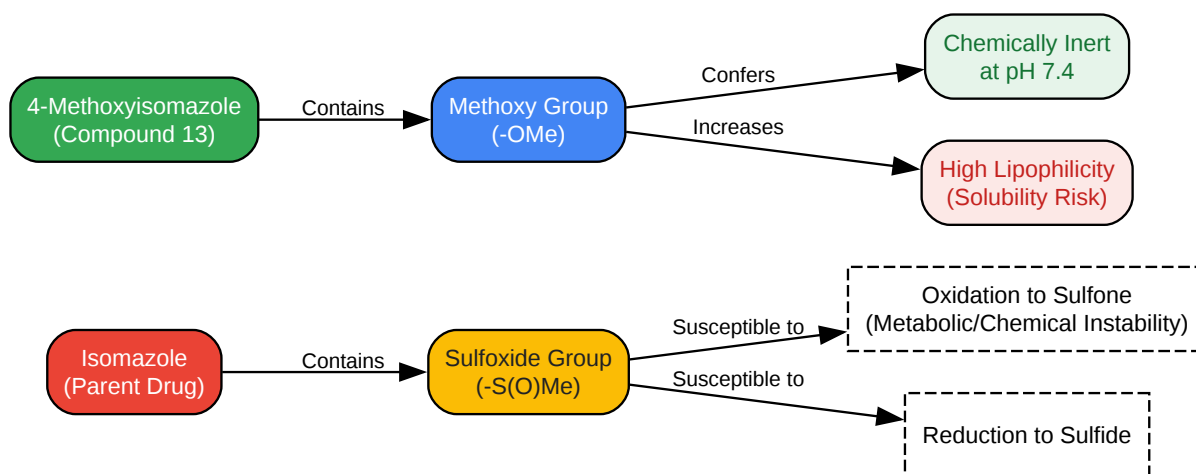 4-Methoxyisomazole
(Compound 13)
Contains
Methoxy Group
(-OMe)
Confers
Increases
Chemically Inert
at pH 7.4
High Lipophilicity
(Solubility Risk)
Isomazole
(Parent Drug)
Contains
Sulfoxide Group
(-S(O)Me)
Susceptible to
Susceptible to
Oxidation to Sulfone
(Metabolic/Chemical Instability)
Reduction to Sulfide